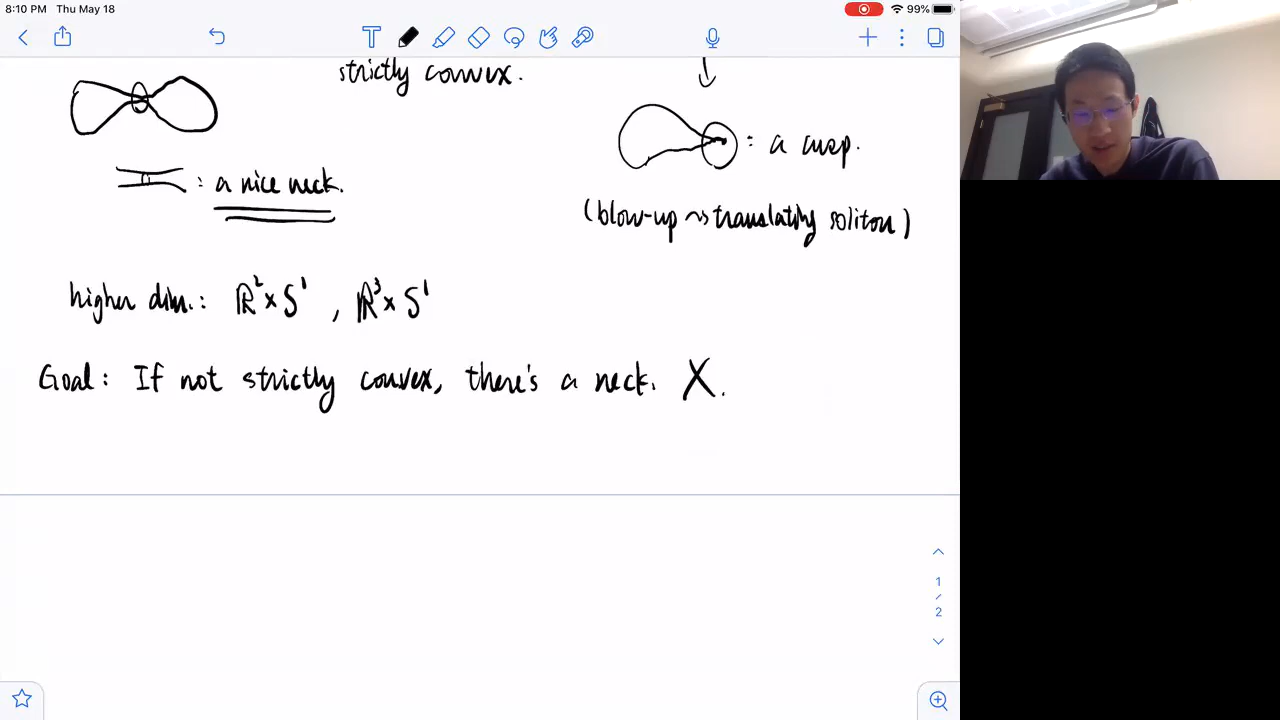 8:10 PM Thu May 18
99%
strictly convex.
: a cusp.
: a nice neck.
(blow-up ⇝ translating soliton)
higher dim.: ℝ² × S¹ , ℝ³ × S¹
Goal: If not strictly convex, there's a neck. X.
1
/
2